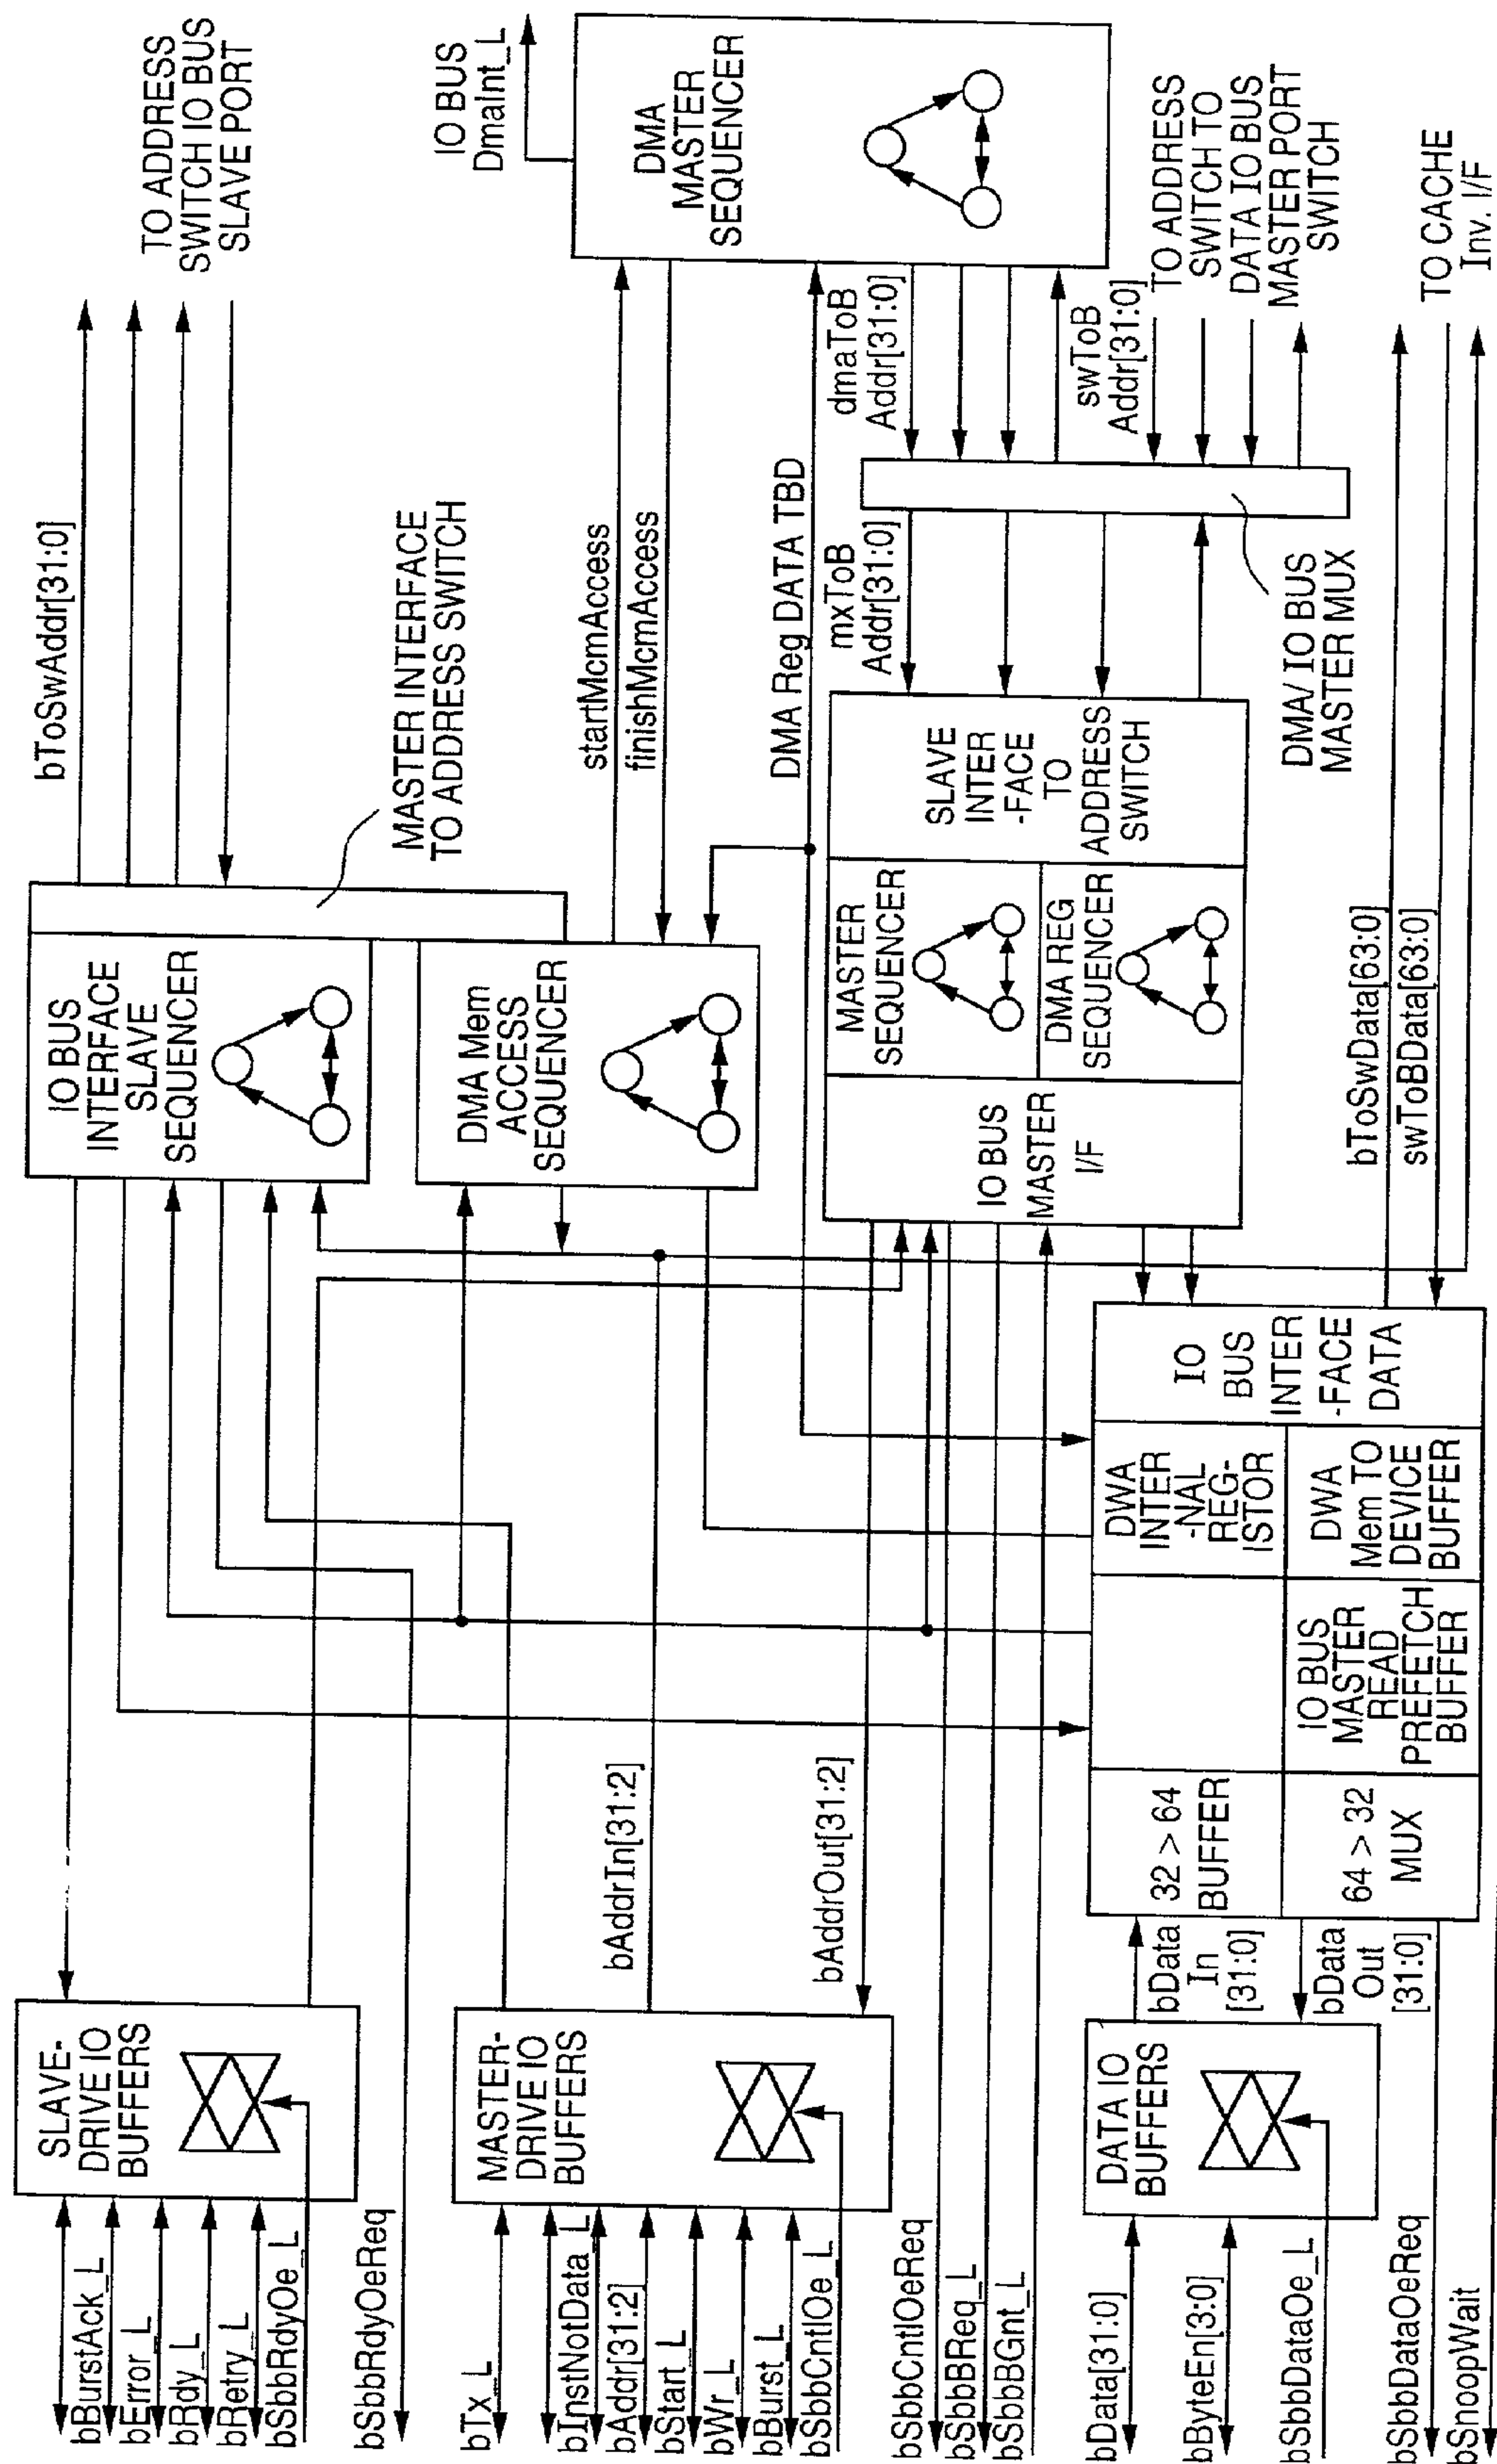 bBurstAck_L
bError_L
bRdy_L
bRetry_L
bSbbRdyOe_L
bSbbRdyOeReq
bTx_L
bInstNotData_L
bAddr[31:2]
bStart_L
bWr_L
bBurst_L
bSbbCntlOe_L
bSbbCntlOeReq
bSbbBReq_L
bSbbBGnt_L
bData[31:0]
bByteEn[3:0]
bSbbDataOe_L
bSbbDataOeReq
bSnoopWait
SLAVE-
DRIVE IO
BUFFERS
MASTER-
DRIVE IO
BUFFERS
DATA IO
BUFFERS
bAddrIn[31:2]
bAddrOut[31:2]
bData
In
[31:0]
bData
Out
[31:0]
32 > 64
BUFFER
64 > 32
MUX
IO BUS
MASTER
READ
PREFETCH
BUFFER
DWA
INTER
-NAL
REG-
ISTOR
DWA
Mem TO
DEVICE
BUFFER
IO
BUS
INTER
-FACE
DATA
IO BUS
INTERFACE
SLAVE
SEQUENCER
DMA Mem
ACCESS
SEQUENCER
IO BUS
MASTER
I/F
MASTER
SEQUENCER
DMA REG
SEQUENCER
SLAVE
INTER
-FACE
TO
ADDRESS
SWITCH
bToSwAddr[31:0]
MASTER INTERFACE
TO ADDRESS SWITCH
startMcmAccess
finishMcmAccess
DMA Reg DATA TBD
mxToB
Addr[31:0]
DMA/ IO BUS
MASTER MUX
bToSwData[63:0]
swToBData[63:0]
TO ADDRESS
SWITCH IO BUS
SLAVE PORT
IO BUS
DmaInt_L
DMA
MASTER
SEQUENCER
dmaToB
Addr[31:0]
swToB
Addr[31:0]
TO ADDRESS
SWITCH TO
DATA IO BUS
MASTER PORT
SWITCH
TO CACHE
Inv. I/F